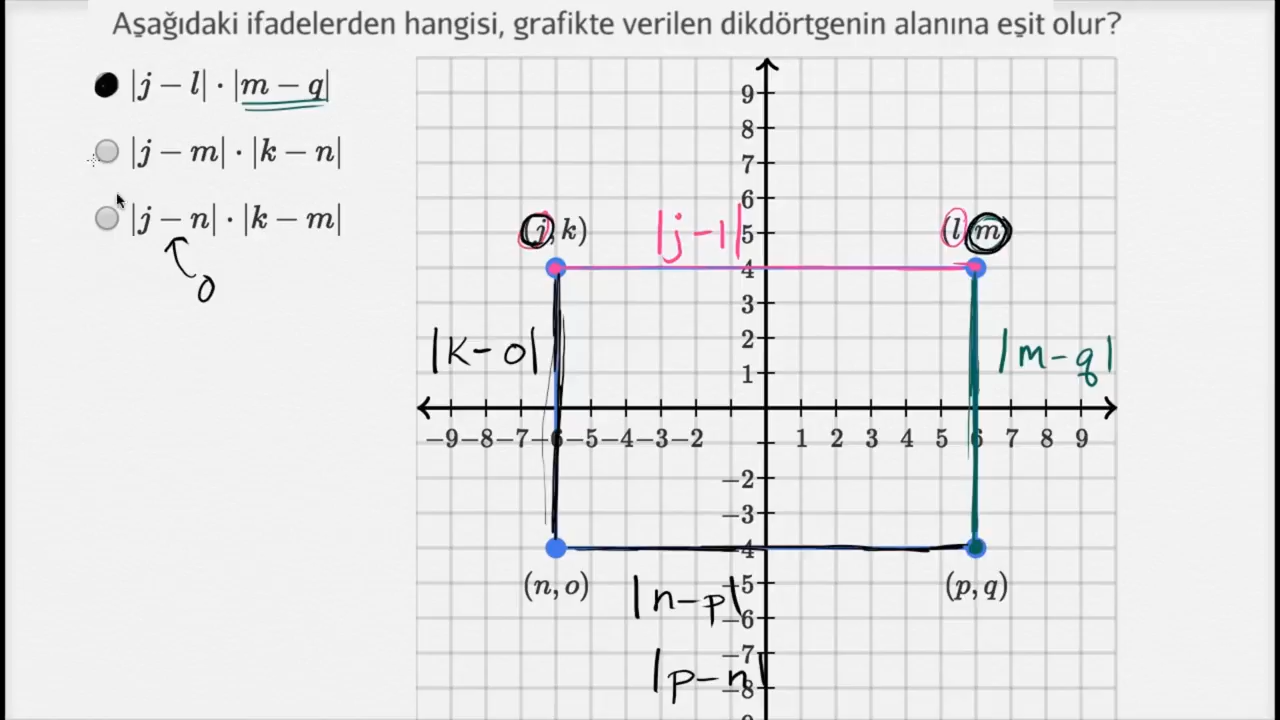 Aşağıdaki ifadelerden hangisi, grafikte verilen dikdörtgenin alanına eşit olur?
|j − l| · |m − q|
|j − m| · |k − n|
|j − n| · |k − m|
0
9
8
7
6
5
4
3
2
1
(j, k)
|j-l|
(l, m)
|k-o|
|m-q|
−9 −8 −7 −6 −5 −4 −3 −2
1 2 3 4 5 6 7 8 9
−2
−3
−4
−5
−6
−7
−8
(n, o)
(p, q)
|n-p|
|p-n|